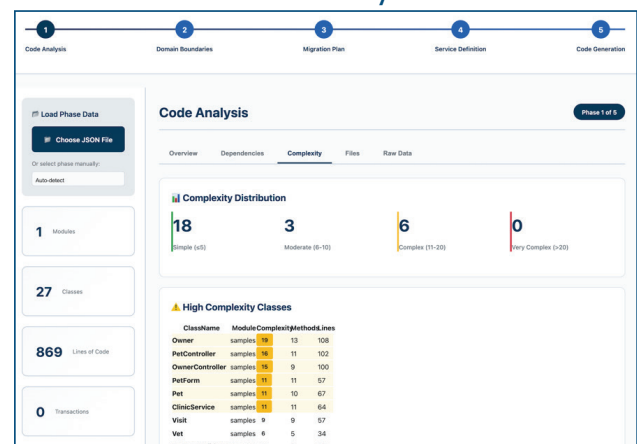 1 2 3 4 5
Code Analysis Domain Boundaries Migration Plan Service Definition Code Generation
Load Phase Data
Choose JSON File
Or select phase manually:
Auto-detect
1 Modules
27 Classes
869 Lines of Code
0 Transactions
Code Analysis Phase 1 of 5
Overview Dependencies Complexity Files Raw Data
Complexity Distribution
18 3 6 0
Simple (≤5) Moderate (6-10) Complex (11-20) Very Complex (>20)
High Complexity Classes
ClassName Module Complexity Methods Lines
Owner samples 19 13 108
PetController samples 16 11 102
OwnerController samples 15 9 100
PetForm samples 11 11 57
Pet samples 11 10 67
ClinicService samples 11 11 64
Visit samples 9 9 57
Vet samples 6 5 34